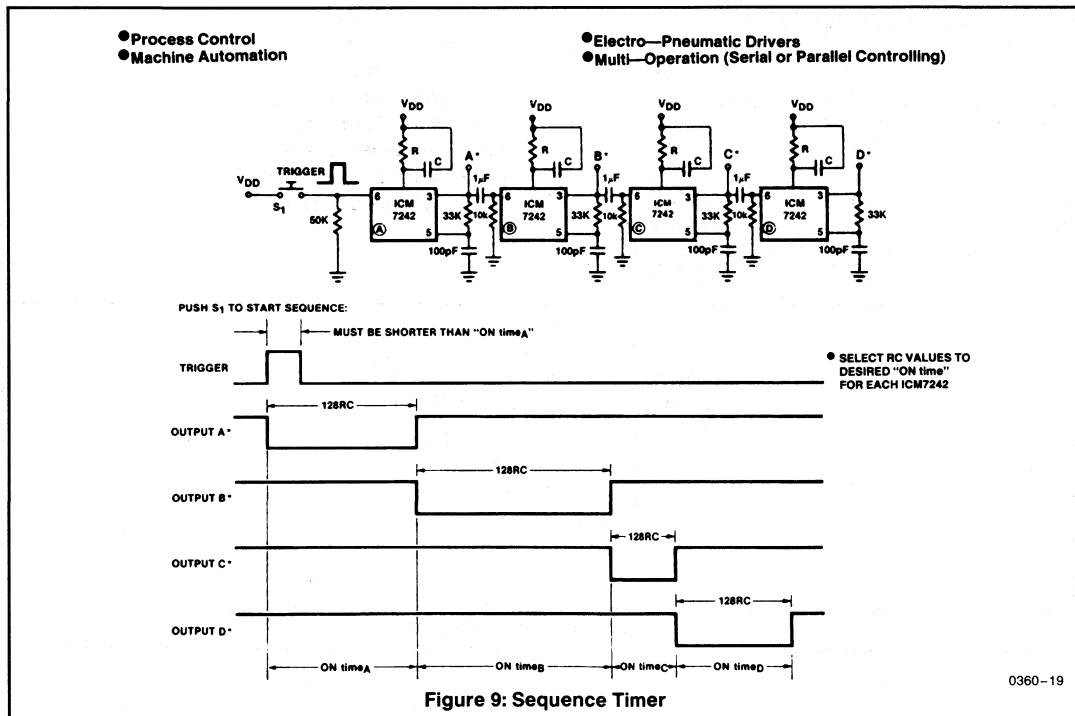 ●Process Control
●Machine Automation
●Electro—Pneumatic Drivers
●Multi—Operation (Serial or Parallel Controlling)
VDD VDD VDD VDD
R R R R
C C C C
A* B* C* D*
TRIGGER
VDD
S1
50K
1µF 1µF 1µF
6 ICM 7242 3 5 A
33K 10k
100pF
6 ICM 7242 3 5 B
33K 10k
100pF
6 ICM 7242 3 5 C
33K 10k
100pF
6 ICM 7242 3 5 D
33K
100pF
PUSH S1 TO START SEQUENCE:
MUST BE SHORTER THAN "ON timeA"
TRIGGER
● SELECT RC VALUES TO
DESIRED "ON time"
FOR EACH ICM7242
128RC
OUTPUT A*
128RC
OUTPUT B*
128RC
OUTPUT C*
128RC
OUTPUT D*
ON timeA ON timeB ON timeC ON timeD
0360–19
Figure 9: Sequence Timer